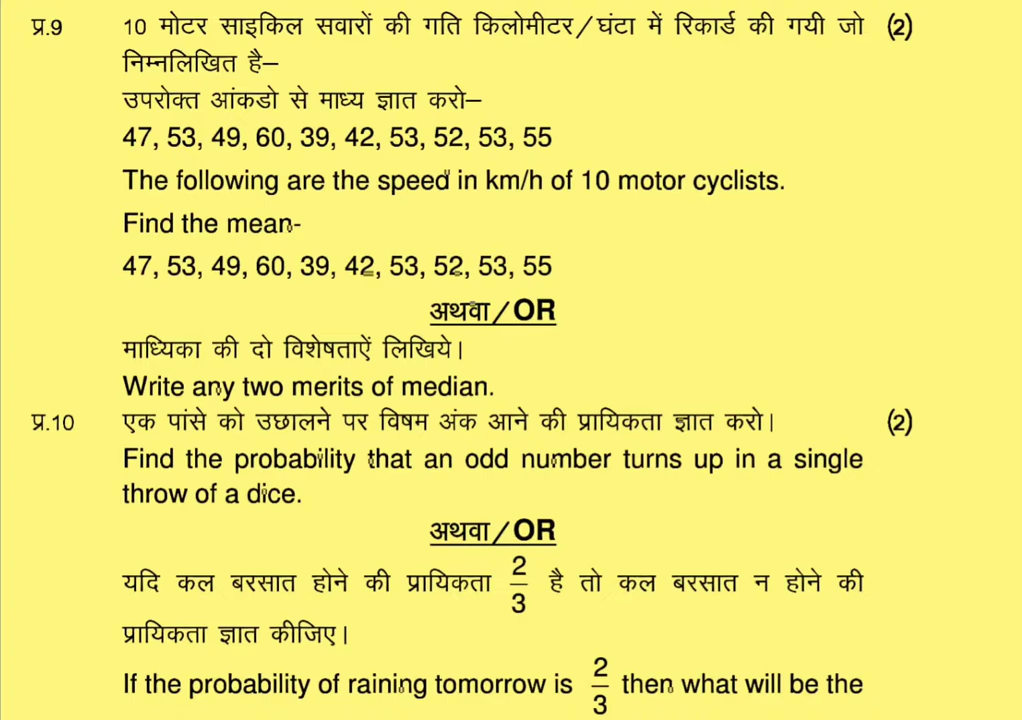 प्र.9 10 मोटर साइकिल सवारों की गति किलोमीटर/घंटा में रिकार्ड की गयी जो (2)
निम्नलिखित है–
उपरोक्त आंकडो से माध्य ज्ञात करो–
47, 53, 49, 60, 39, 42, 53, 52, 53, 55
The following are the speed in km/h of 10 motor cyclists.
Find the mean-
47, 53, 49, 60, 39, 42, 53, 52, 53, 55
अथवा/OR
माध्यिका की दो विशेषताऐं लिखिये।
Write any two merits of median.
प्र.10 एक पांसे को उछालने पर विषम अंक आने की प्रायिकता ज्ञात करो। (2)
Find the probability that an odd number turns up in a single
throw of a dice.
अथवा/OR
यदि कल बरसात होने की प्रायिकता 2/3 है तो कल बरसात न होने की
प्रायिकता ज्ञात कीजिए।
If the probability of raining tomorrow is 2/3 then what will be the